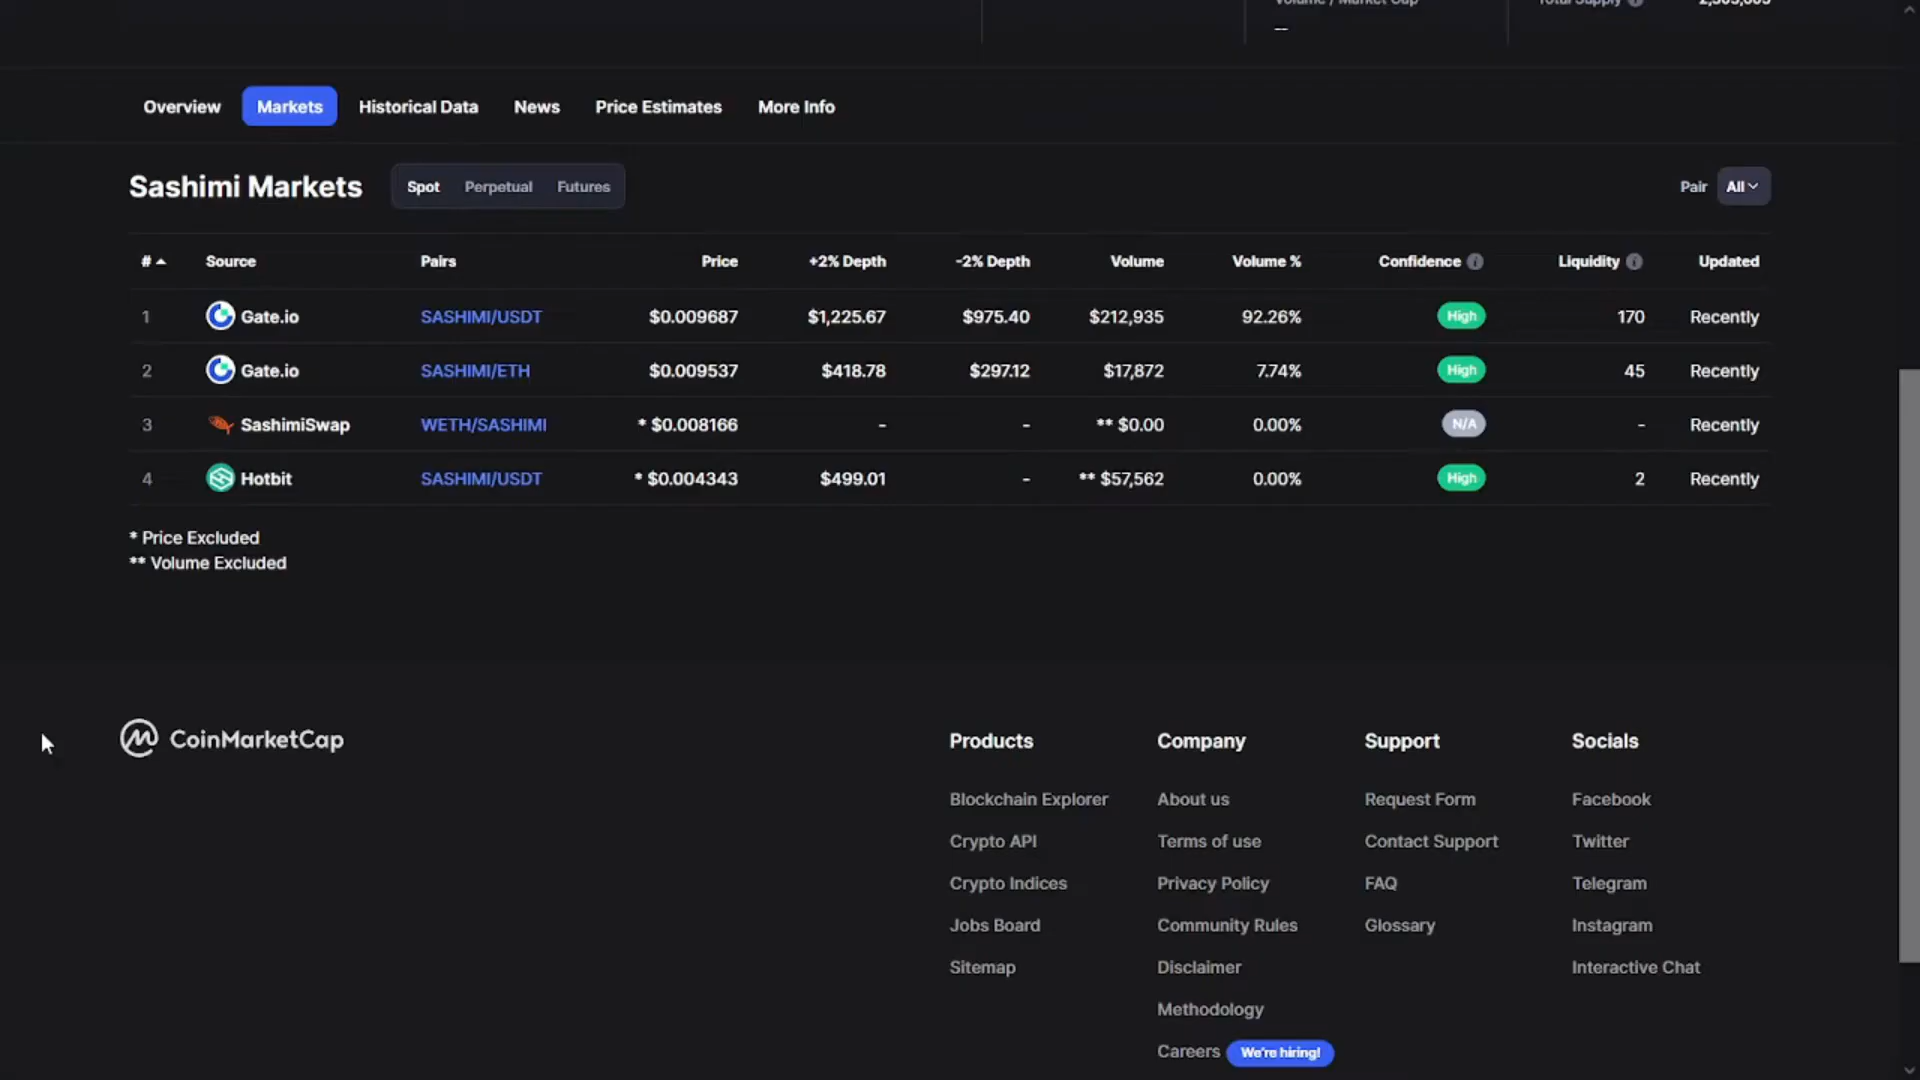 Volume / Market Cap
Total Supply
--
Overview Markets Historical Data News Price Estimates More Info
Sashimi Markets Spot Perpetual Futures Pair All
# Source Pairs Price +2% Depth -2% Depth Volume Volume % Confidence Liquidity Updated
1 Gate.io SASHIMI/USDT $0.009687 $1,225.67 $975.40 $212,935 92.26% High 170 Recently
2 Gate.io SASHIMI/ETH $0.009537 $418.78 $297.12 $17,872 7.74% High 45 Recently
3 SashimiSwap WETH/SASHIMI * $0.008166 - - ** $0.00 0.00% N/A - Recently
4 Hotbit SASHIMI/USDT * $0.004343 $499.01 - ** $57,562 0.00% High 2 Recently
* Price Excluded
** Volume Excluded
CoinMarketCap
Products Company Support Socials
Blockchain Explorer About us Request Form Facebook
Crypto API Terms of use Contact Support Twitter
Crypto Indices Privacy Policy FAQ Telegram
Jobs Board Community Rules Glossary Instagram
Sitemap Disclaimer Interactive Chat
Methodology
Careers We're hiring!